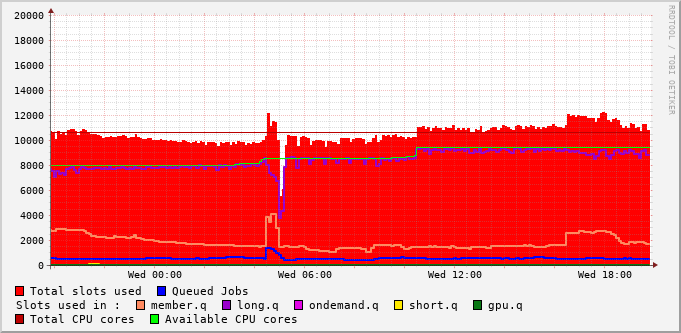 20000
18000
16000
14000
12000
10000
8000
6000
4000
2000
0
Wed 00:00 Wed 06:00 Wed 12:00 Wed 18:00
RRDTOOL / TOBI OETIKER
Total slots used Queued Jobs
Slots used in : member.q long.q ondemand.q short.q gpu.q
Total CPU cores Available CPU cores